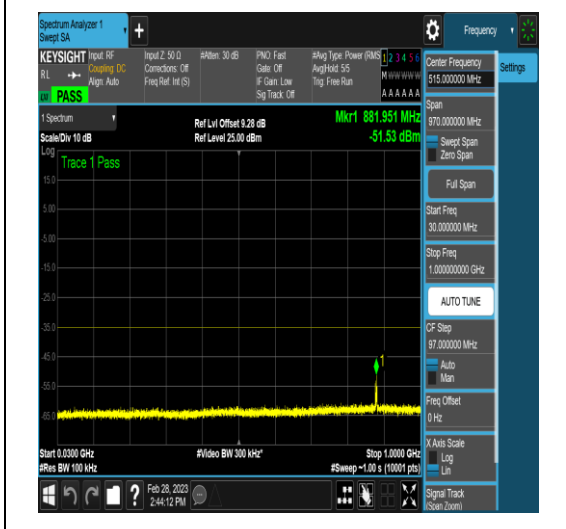 Spectrum Analyzer 1
Swept SA
+
Frequency
KEYSIGHT
RL
PASS
Input: RF
Coupling: DC
Align: Auto
Input Z: 50 Ω
Corrections: Off
Freq Ref: Int (S)
#Atten: 30 dB
PNO: Fast
Gate: Off
IF Gain: Low
Sig Track: Off
#Avg Type: Power (RMS
Avg|Hold: 5/5
Trig: Free Run
1 2 3 4 5 6
M W W W W W
A A A A A A
1 Spectrum
Scale/Div 10 dB
Log
Ref Lvl Offset 9.28 dB
Ref Level 25.00 dBm
Mkr1 881.951 MHz
-51.53 dBm
Trace 1 Pass
15.0
5.00
-5.00
-15.0
-25.0
-35.0
-45.0
-55.0
-65.0
1
Start 0.0300 GHz
#Res BW 100 kHz
#Video BW 300 kHz*
Stop 1.0000 GHz
#Sweep ~1.00 s (10001 pts)
?
Feb 28, 2023
2:44:12 PM
Center Frequency
515.000000 MHz
Span
970.000000 MHz
Swept Span
Zero Span
Full Span
Start Freq
30.000000 MHz
Stop Freq
1.000000000 GHz
AUTO TUNE
CF Step
97.000000 MHz
Auto
Man
Freq Offset
0 Hz
X Axis Scale
Log
Lin
Signal Track
(Span Zoom)
Settings